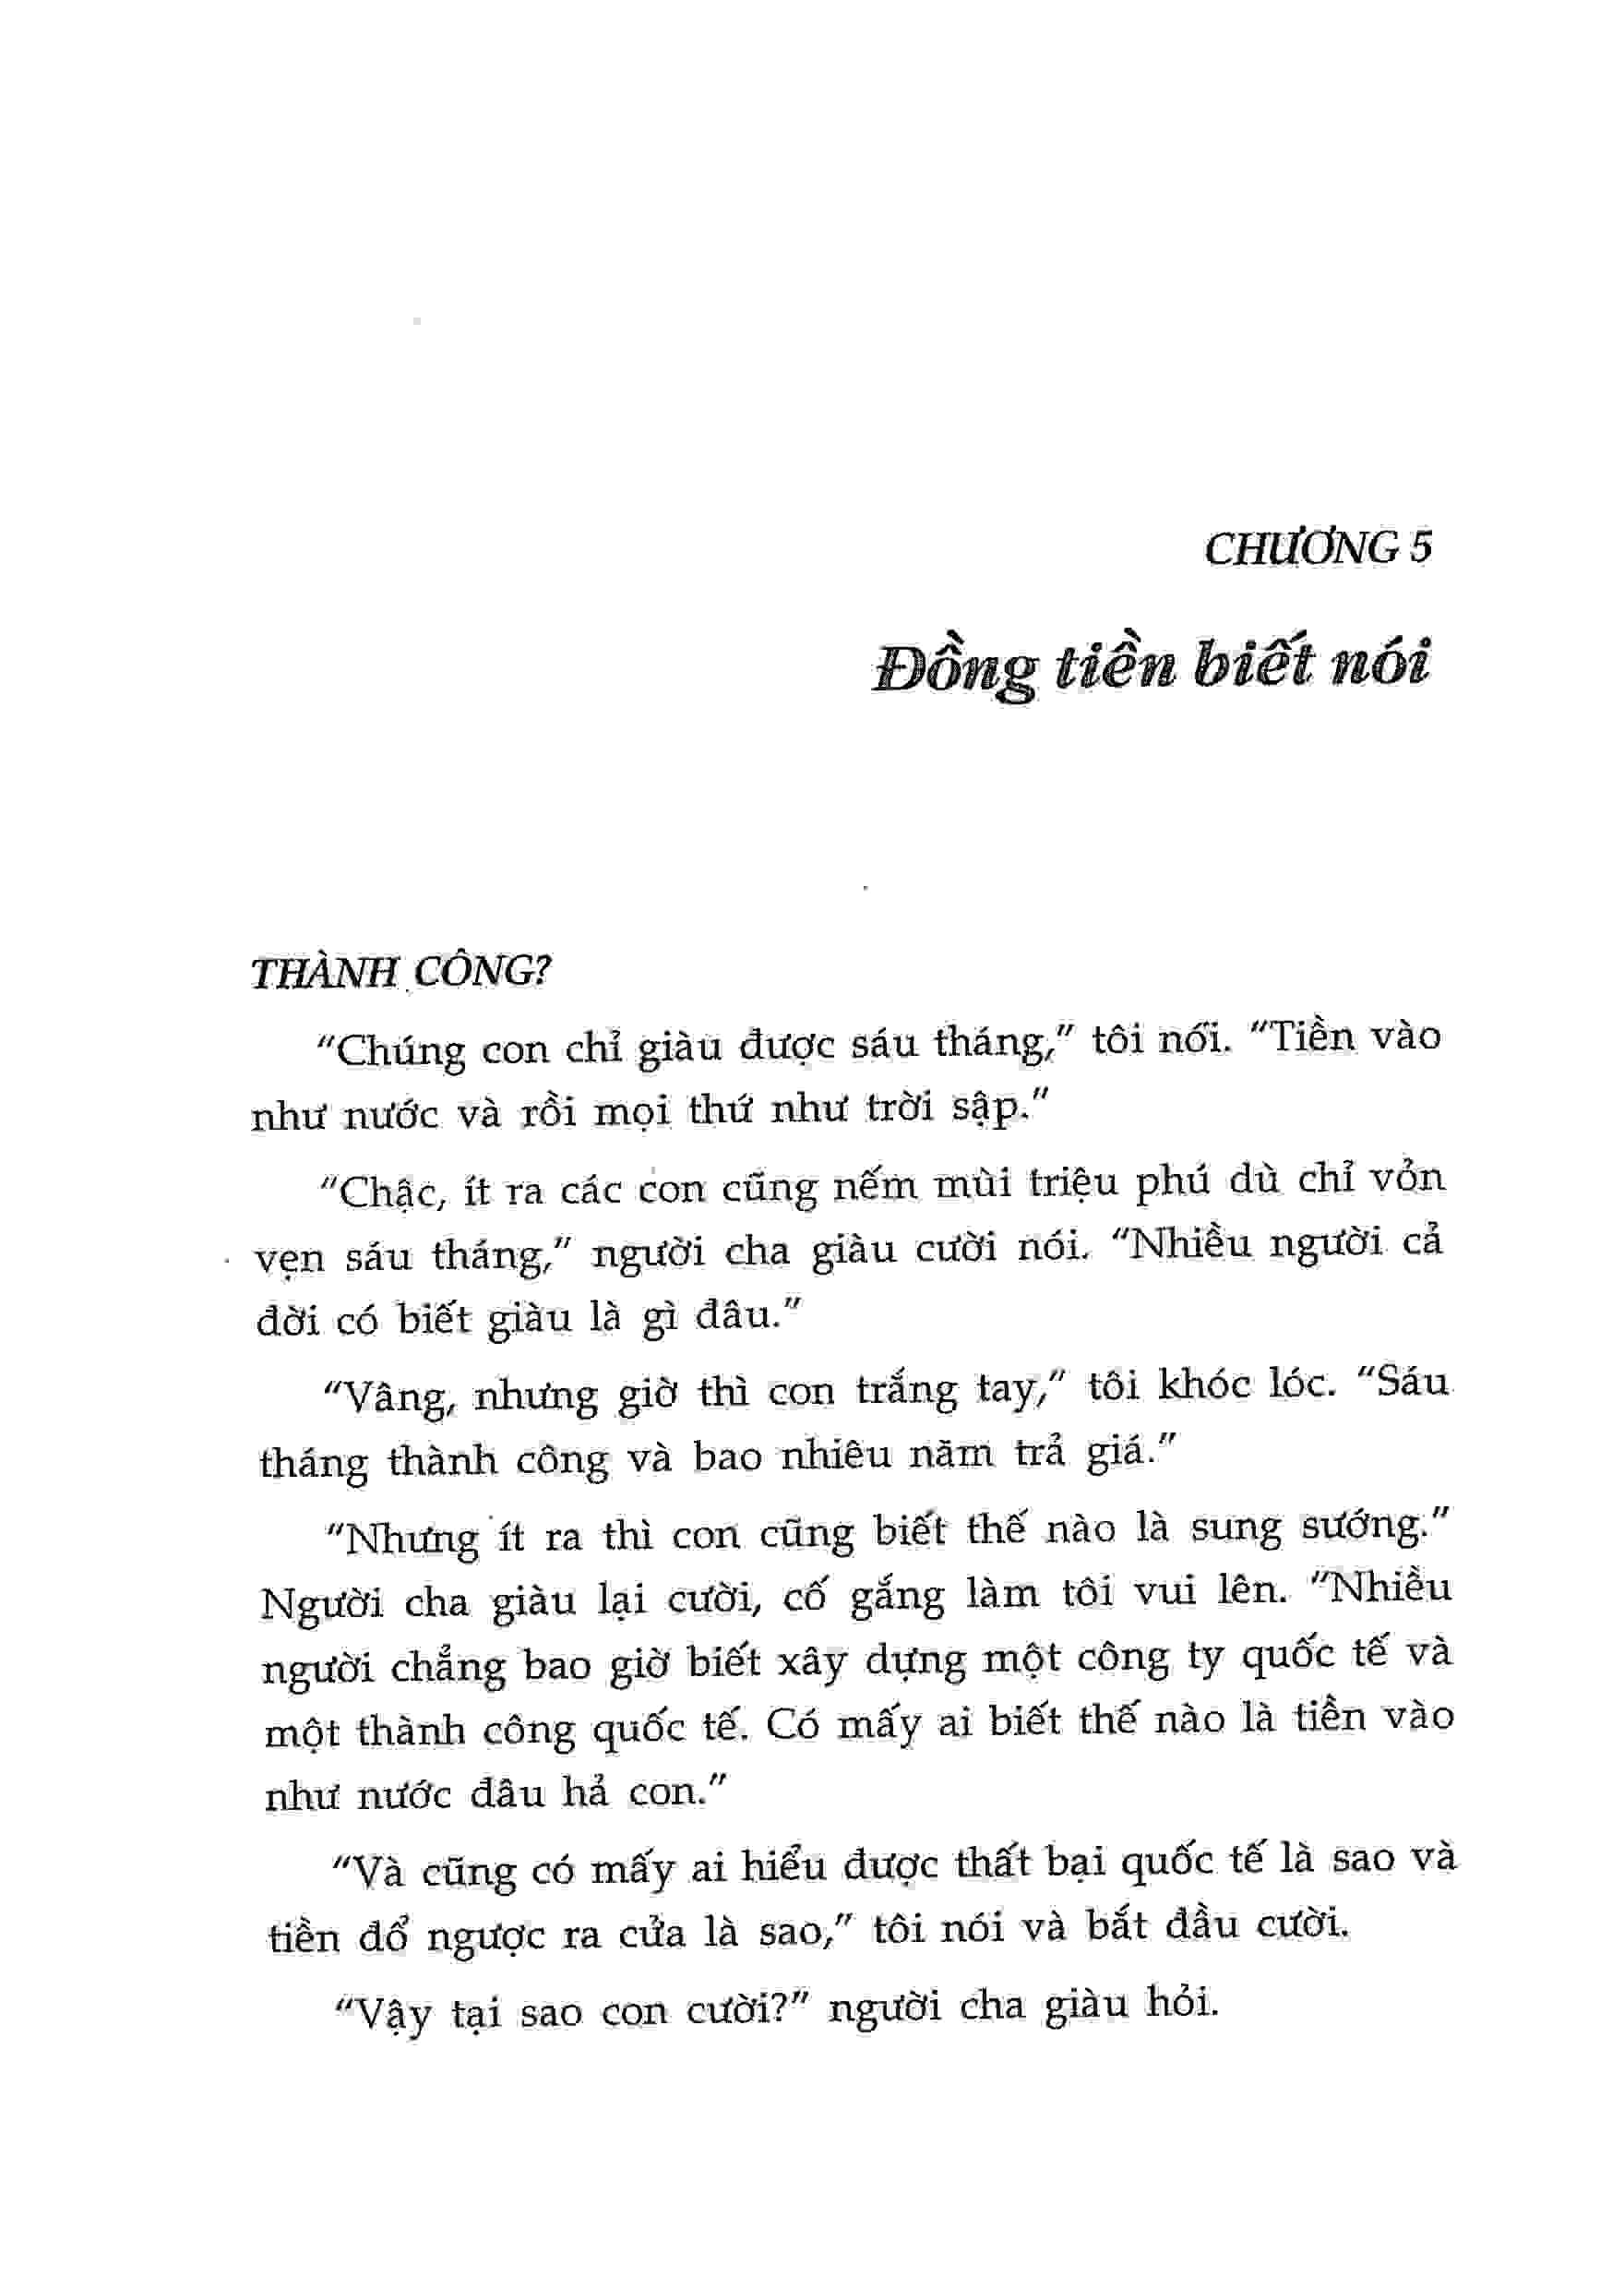 CHƯƠNG 5
Đồng tiền biết nói
THÀNH CÔNG?
“Chúng con chỉ giàu được sáu tháng,” tôi nói. “Tiền vào
như nước và rồi mọi thứ như trời sập.”
“Chậc, ít ra các con cũng nếm mùi triệu phú dù chỉ vỏn
vẹn sáu tháng,” người cha giàu cười nói. “Nhiều người cả
đời có biết giàu là gì đâu.”
“Vâng, nhưng giờ thì con trắng tay,” tôi khóc lóc. “Sáu
tháng thành công và bao nhiêu năm trả giá.”
“Nhưng ít ra thì con cũng biết thế nào là sung sướng.”
Người cha giàu lại cười, cố gắng làm tôi vui lên. “Nhiều
người chẳng bao giờ biết xây dựng một công ty quốc tế và
một thành công quốc tế. Có mấy ai biết thế nào là tiền vào
như nước đâu hả con.”
“Và cũng có mấy ai hiểu được thất bại quốc tế là sao và
tiền đổ ngược ra cửa là sao,” tôi nói và bắt đầu cười.
“Vậy tại sao con cười?” người cha giàu hỏi.